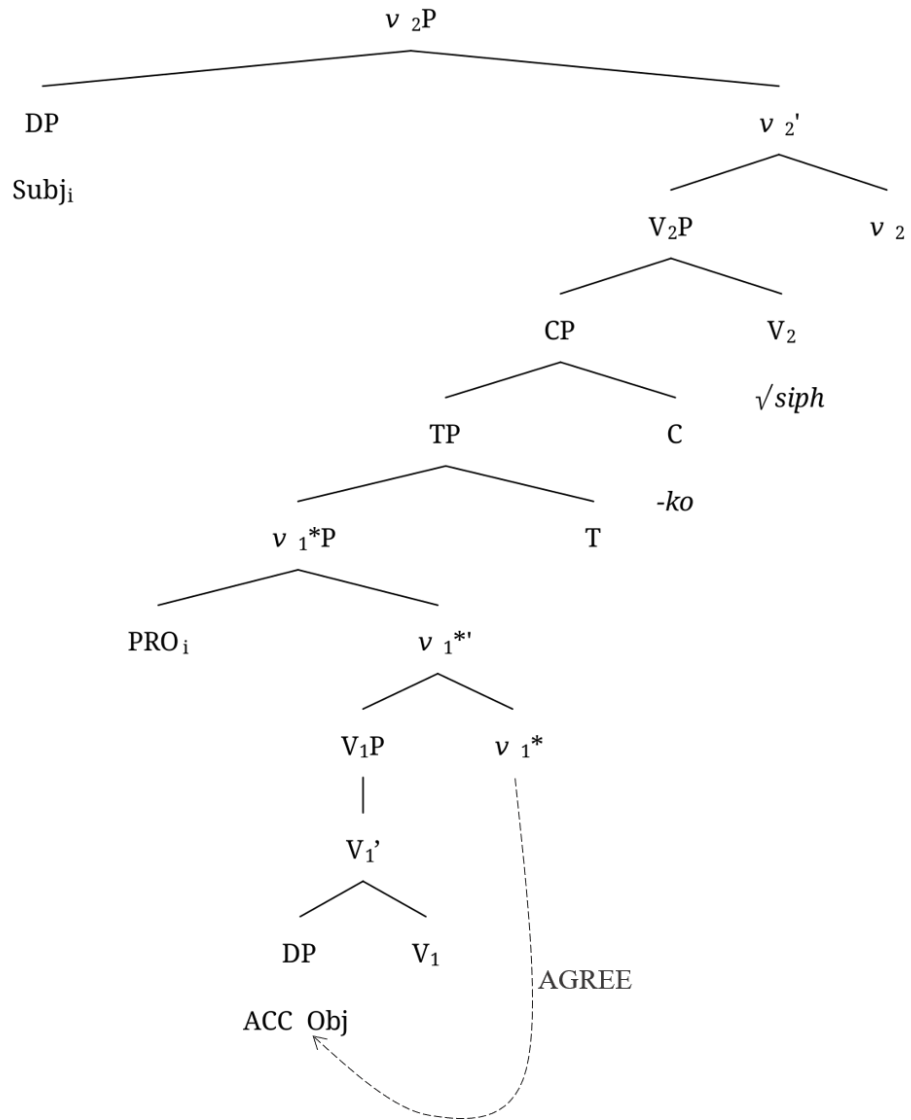 v ₂P
DP v ₂'
Subjᵢ
V₂P v ₂
CP V₂
TP C √siph
v ₁*P T -ko
PROᵢ v ₁*'
V₁P v ₁*
V₁’
DP V₁
AGREE
ACC Obj